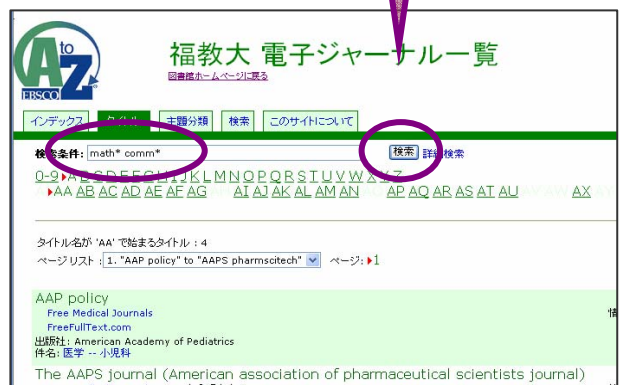 AtoZ
EBSCO
福教大 電子ジャーナル一覧
図書館ホームページに戻る
インデックス タイトル 主題分類 検索 このサイトについて
検索条件: math* comm* 検索 詳細検索
0-9 A B C D E F G H I J K L M N O P Q R S T U V W X Y Z
AA AB AC AD AE AF AG AI AJ AK AL AM AN AP AQ AR AS AT AU AX
タイトル名が 'AA' で始まるタイトル : 4
ページリスト : 1. "AAP policy" to "AAPS pharmscitech" ページ: 1
AAP policy
Free Medical Journals
FreeFullText.com
出版社: American Academy of Pediatrics
件名: 医学 -- 小児科
The AAPS journal (American association of pharmaceutical scientists journal)